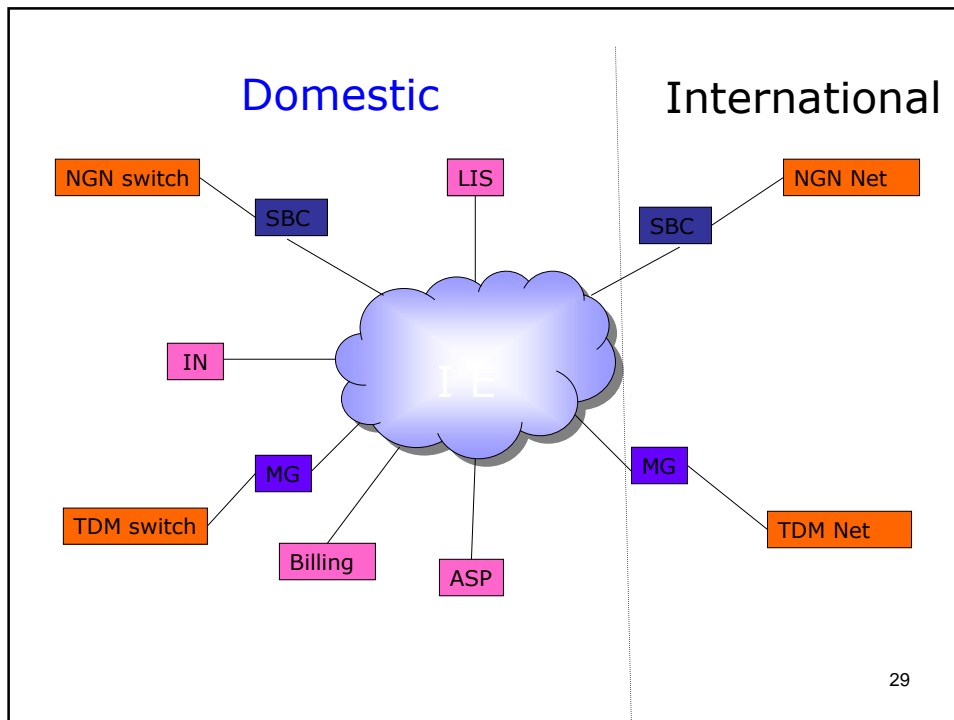 Domestic
International
NGN switch
LIS
NGN Net
SBC
SBC
IN
I E
MG
MG
TDM switch
TDM Net
Billing
ASP
29